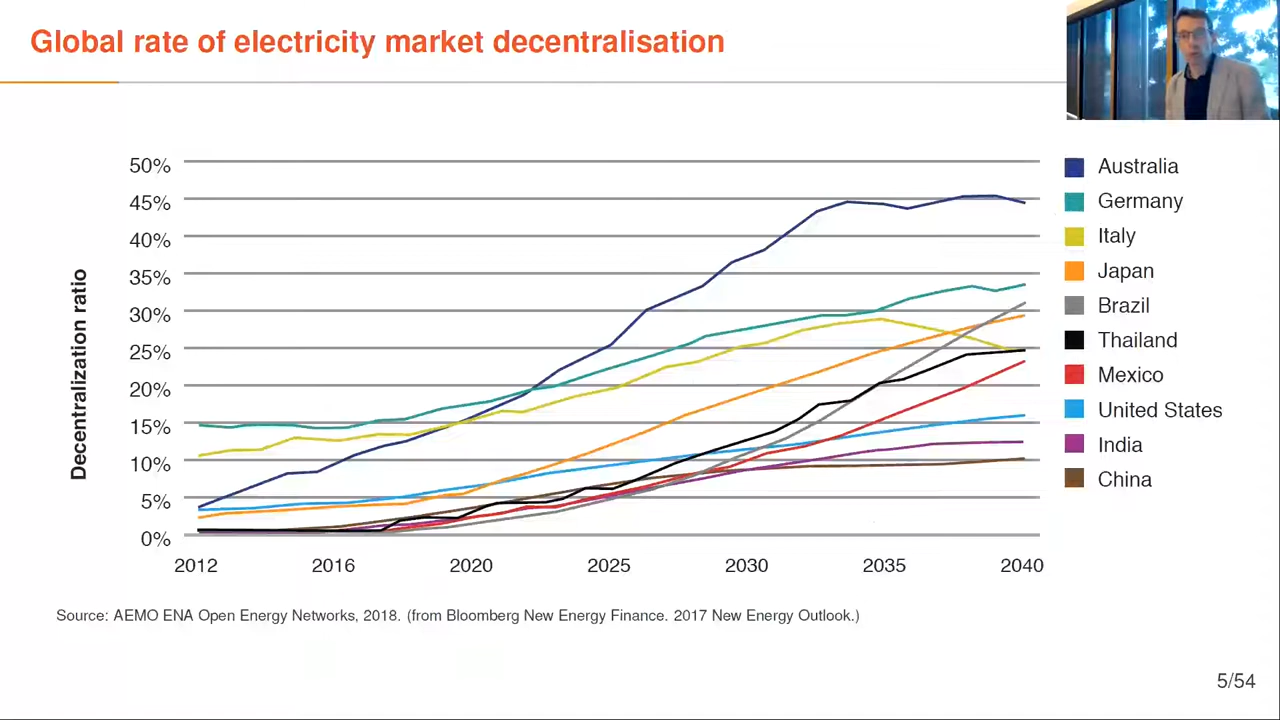 Global rate of electricity market decentralisation
Decentralization ratio
50%
45%
40%
35%
30%
25%
20%
15%
10%
5%
0%
2012 2016 2020 2025 2030 2035 2040
Australia
Germany
Italy
Japan
Brazil
Thailand
Mexico
United States
India
China
Source: AEMO ENA Open Energy Networks, 2018. (from Bloomberg New Energy Finance. 2017 New Energy Outlook.)
5/54